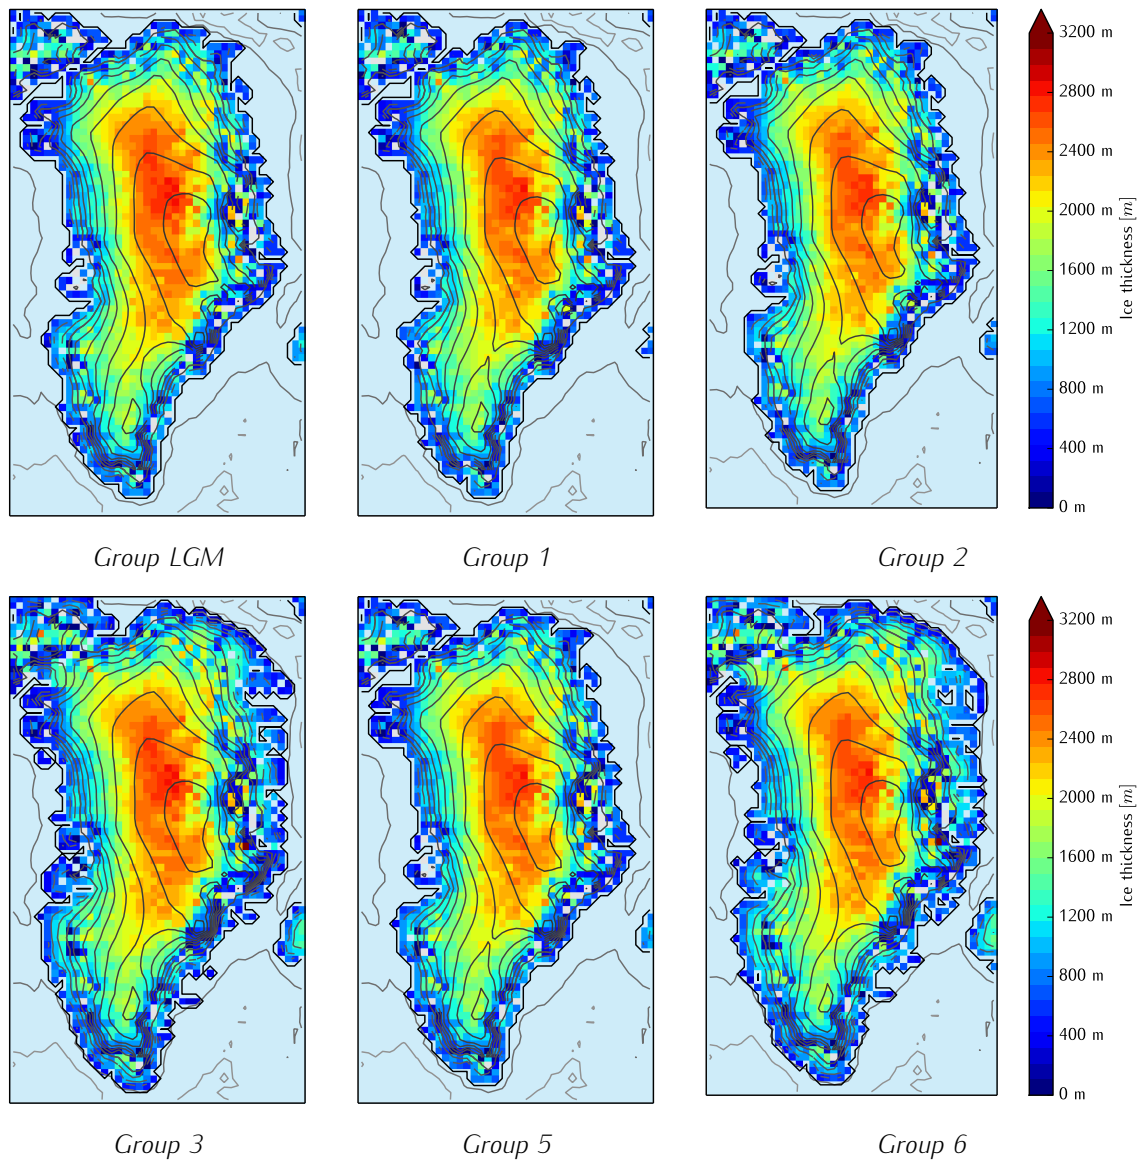 3200 m
2800 m
2400 m
2000 m
1600 m
1200 m
800 m
400 m
0 m
Ice thickness [m]
Group LGM
Group 1
Group 2
3200 m
2800 m
2400 m
2000 m
1600 m
1200 m
800 m
400 m
0 m
Ice thickness [m]
Group 3
Group 5
Group 6